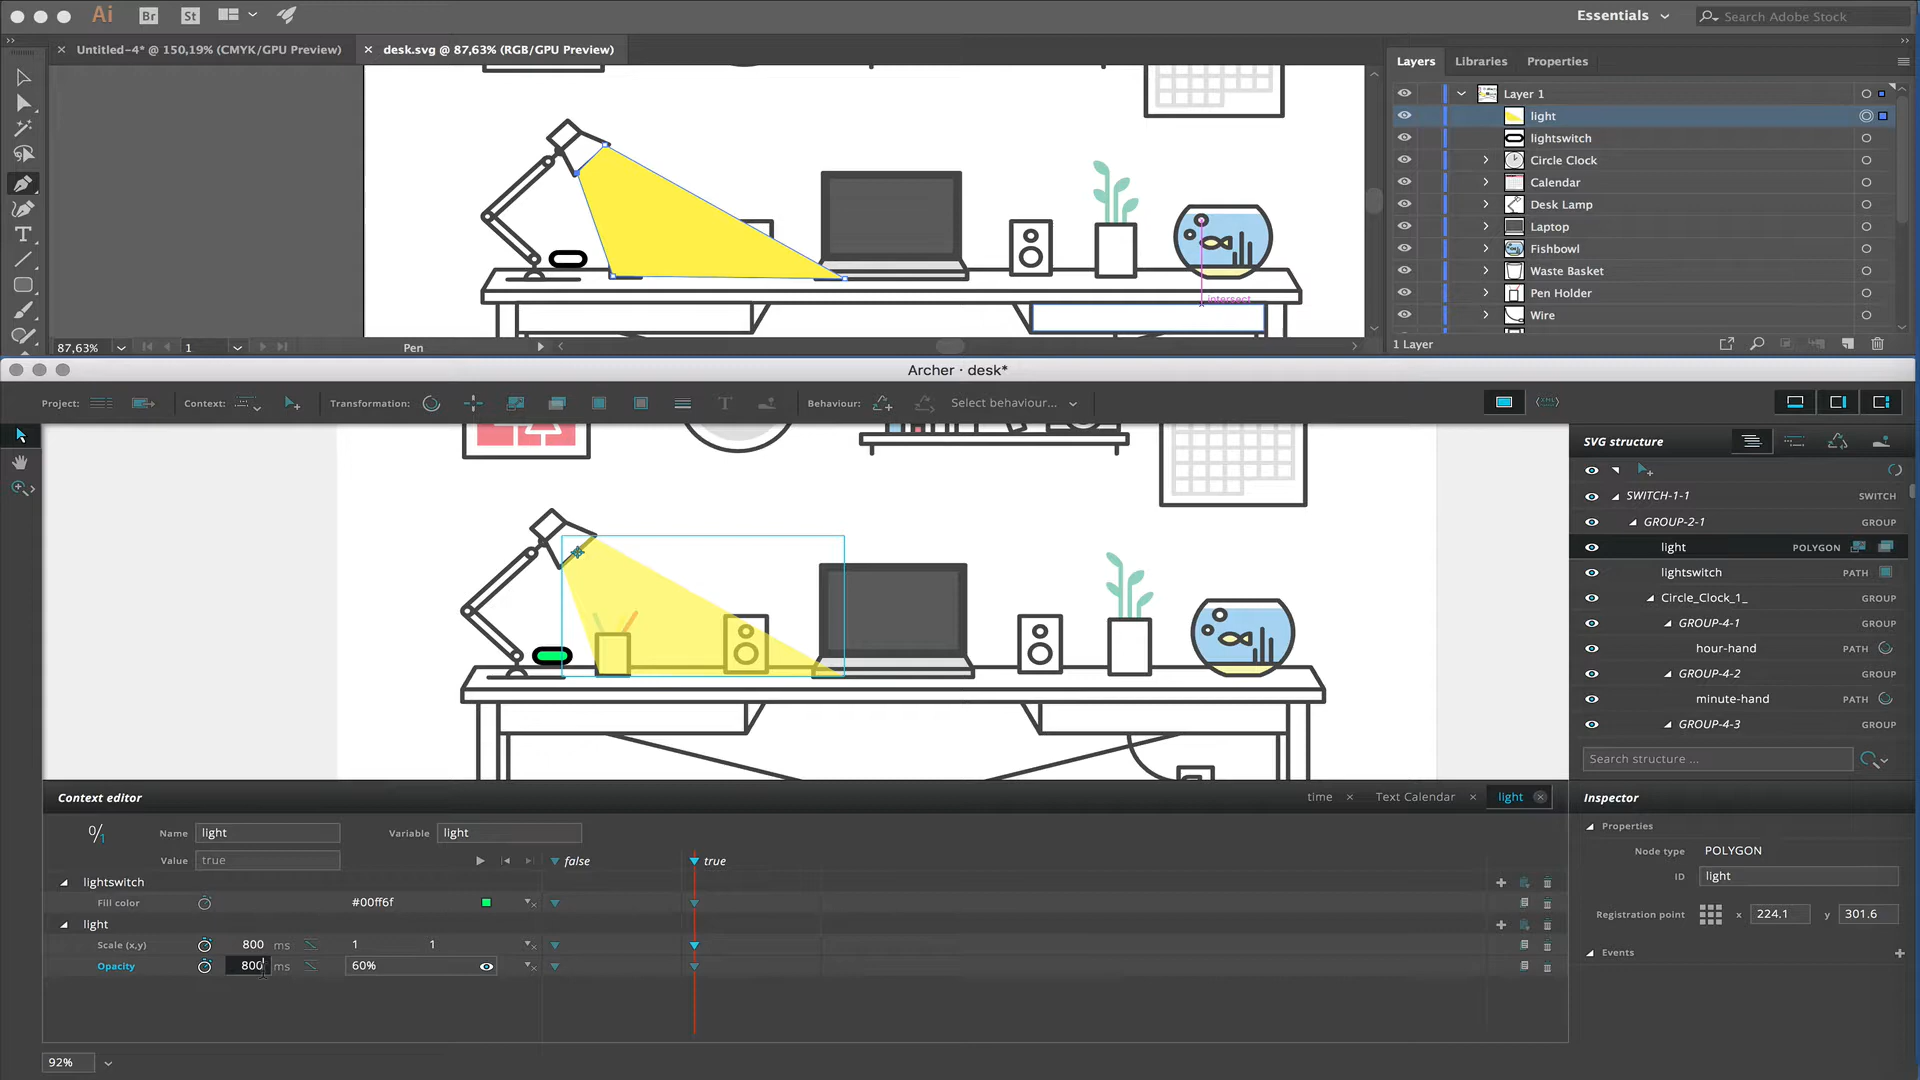 Ai Br St Essentials Search Adobe Stock
Untitled-4* @ 150,19% (CMYK/GPU Preview) desk.svg @ 87,63% (RGB/GPU Preview)
Layers Libraries Properties
Layer 1
light
lightswitch
Circle Clock
Calendar
Desk Lamp
Laptop
Fishbowl
Waste Basket
Pen Holder
Wire
intersect
87,63% 1 Pen 1 Layer
Archer · desk*
Project: Context: Transformation: Behaviour: Select behaviour...
SVG structure
SWITCH-1-1 SWITCH
GROUP-2-1 GROUP
light POLYGON
lightswitch PATH
Circle_Clock_1_ GROUP
GROUP-4-1 GROUP
hour-hand PATH
GROUP-4-2 GROUP
minute-hand PATH
GROUP-4-3 GROUP
Search structure ...
Context editor time Text Calendar light
Name light Variable light
Value true false true
lightswitch
Fill color #00ff6f
light
Scale (x,y) 800 ms 1 1
Opacity 800 ms 60%
Inspector
Properties
Node type POLYGON
ID light
Registration point x 224.1 y 301.6
Events
92%